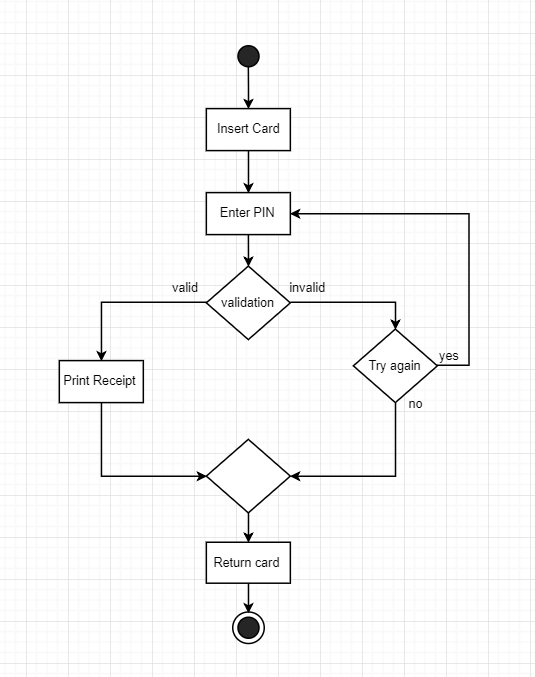 Insert Card
Enter PIN
valid
invalid
validation
yes
Try again
Print Receipt
no
Return card